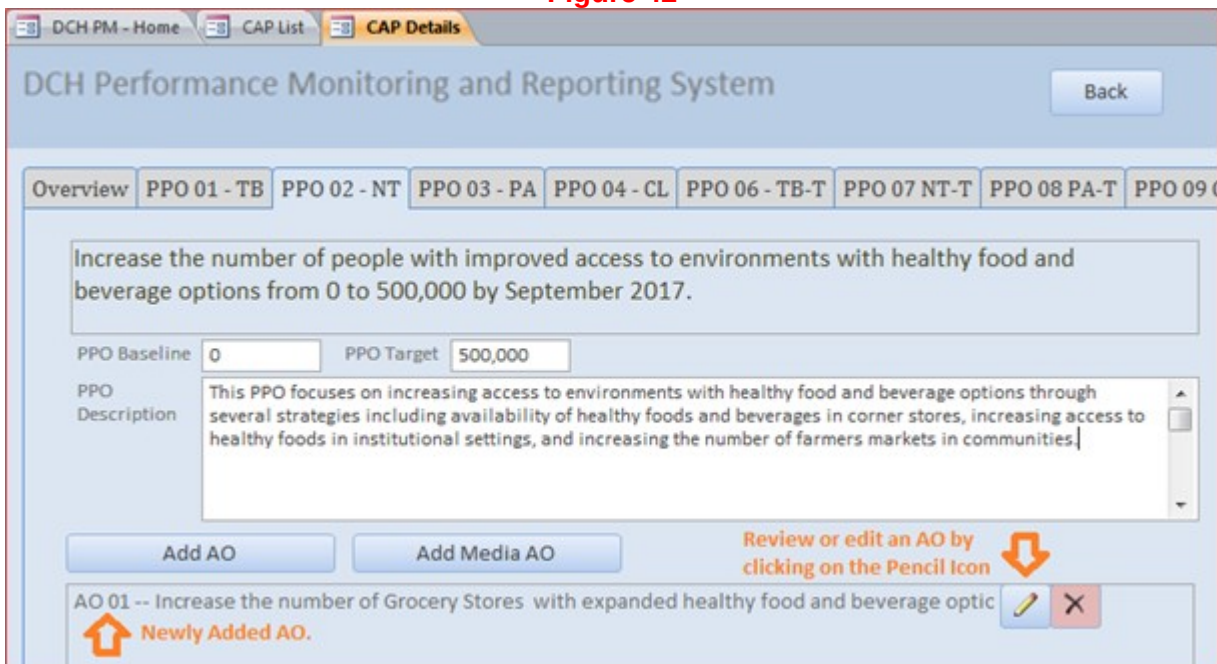 DCH PM - Home CAP List CAP Details
DCH Performance Monitoring and Reporting System
Back
Overview PPO 01 - TB PPO 02 - NT PPO 03 - PA PPO 04 - CL PPO 06 - TB-T PPO 07 NT-T PPO 08 PA-T PPO 09
Increase the number of people with improved access to environments with healthy food and
beverage options from 0 to 500,000 by September 2017.
PPO Baseline 0 PPO Target 500,000
PPO
Description
This PPO focuses on increasing access to environments with healthy food and beverage options through
several strategies including availability of healthy foods and beverages in corner stores, increasing access to
healthy foods in institutional settings, and increasing the number of farmers markets in communities.
Add AO Add Media AO
Review or edit an AO by
clicking on the Pencil Icon
AO 01 -- Increase the number of Grocery Stores with expanded healthy food and beverage optic
Newly Added AO.